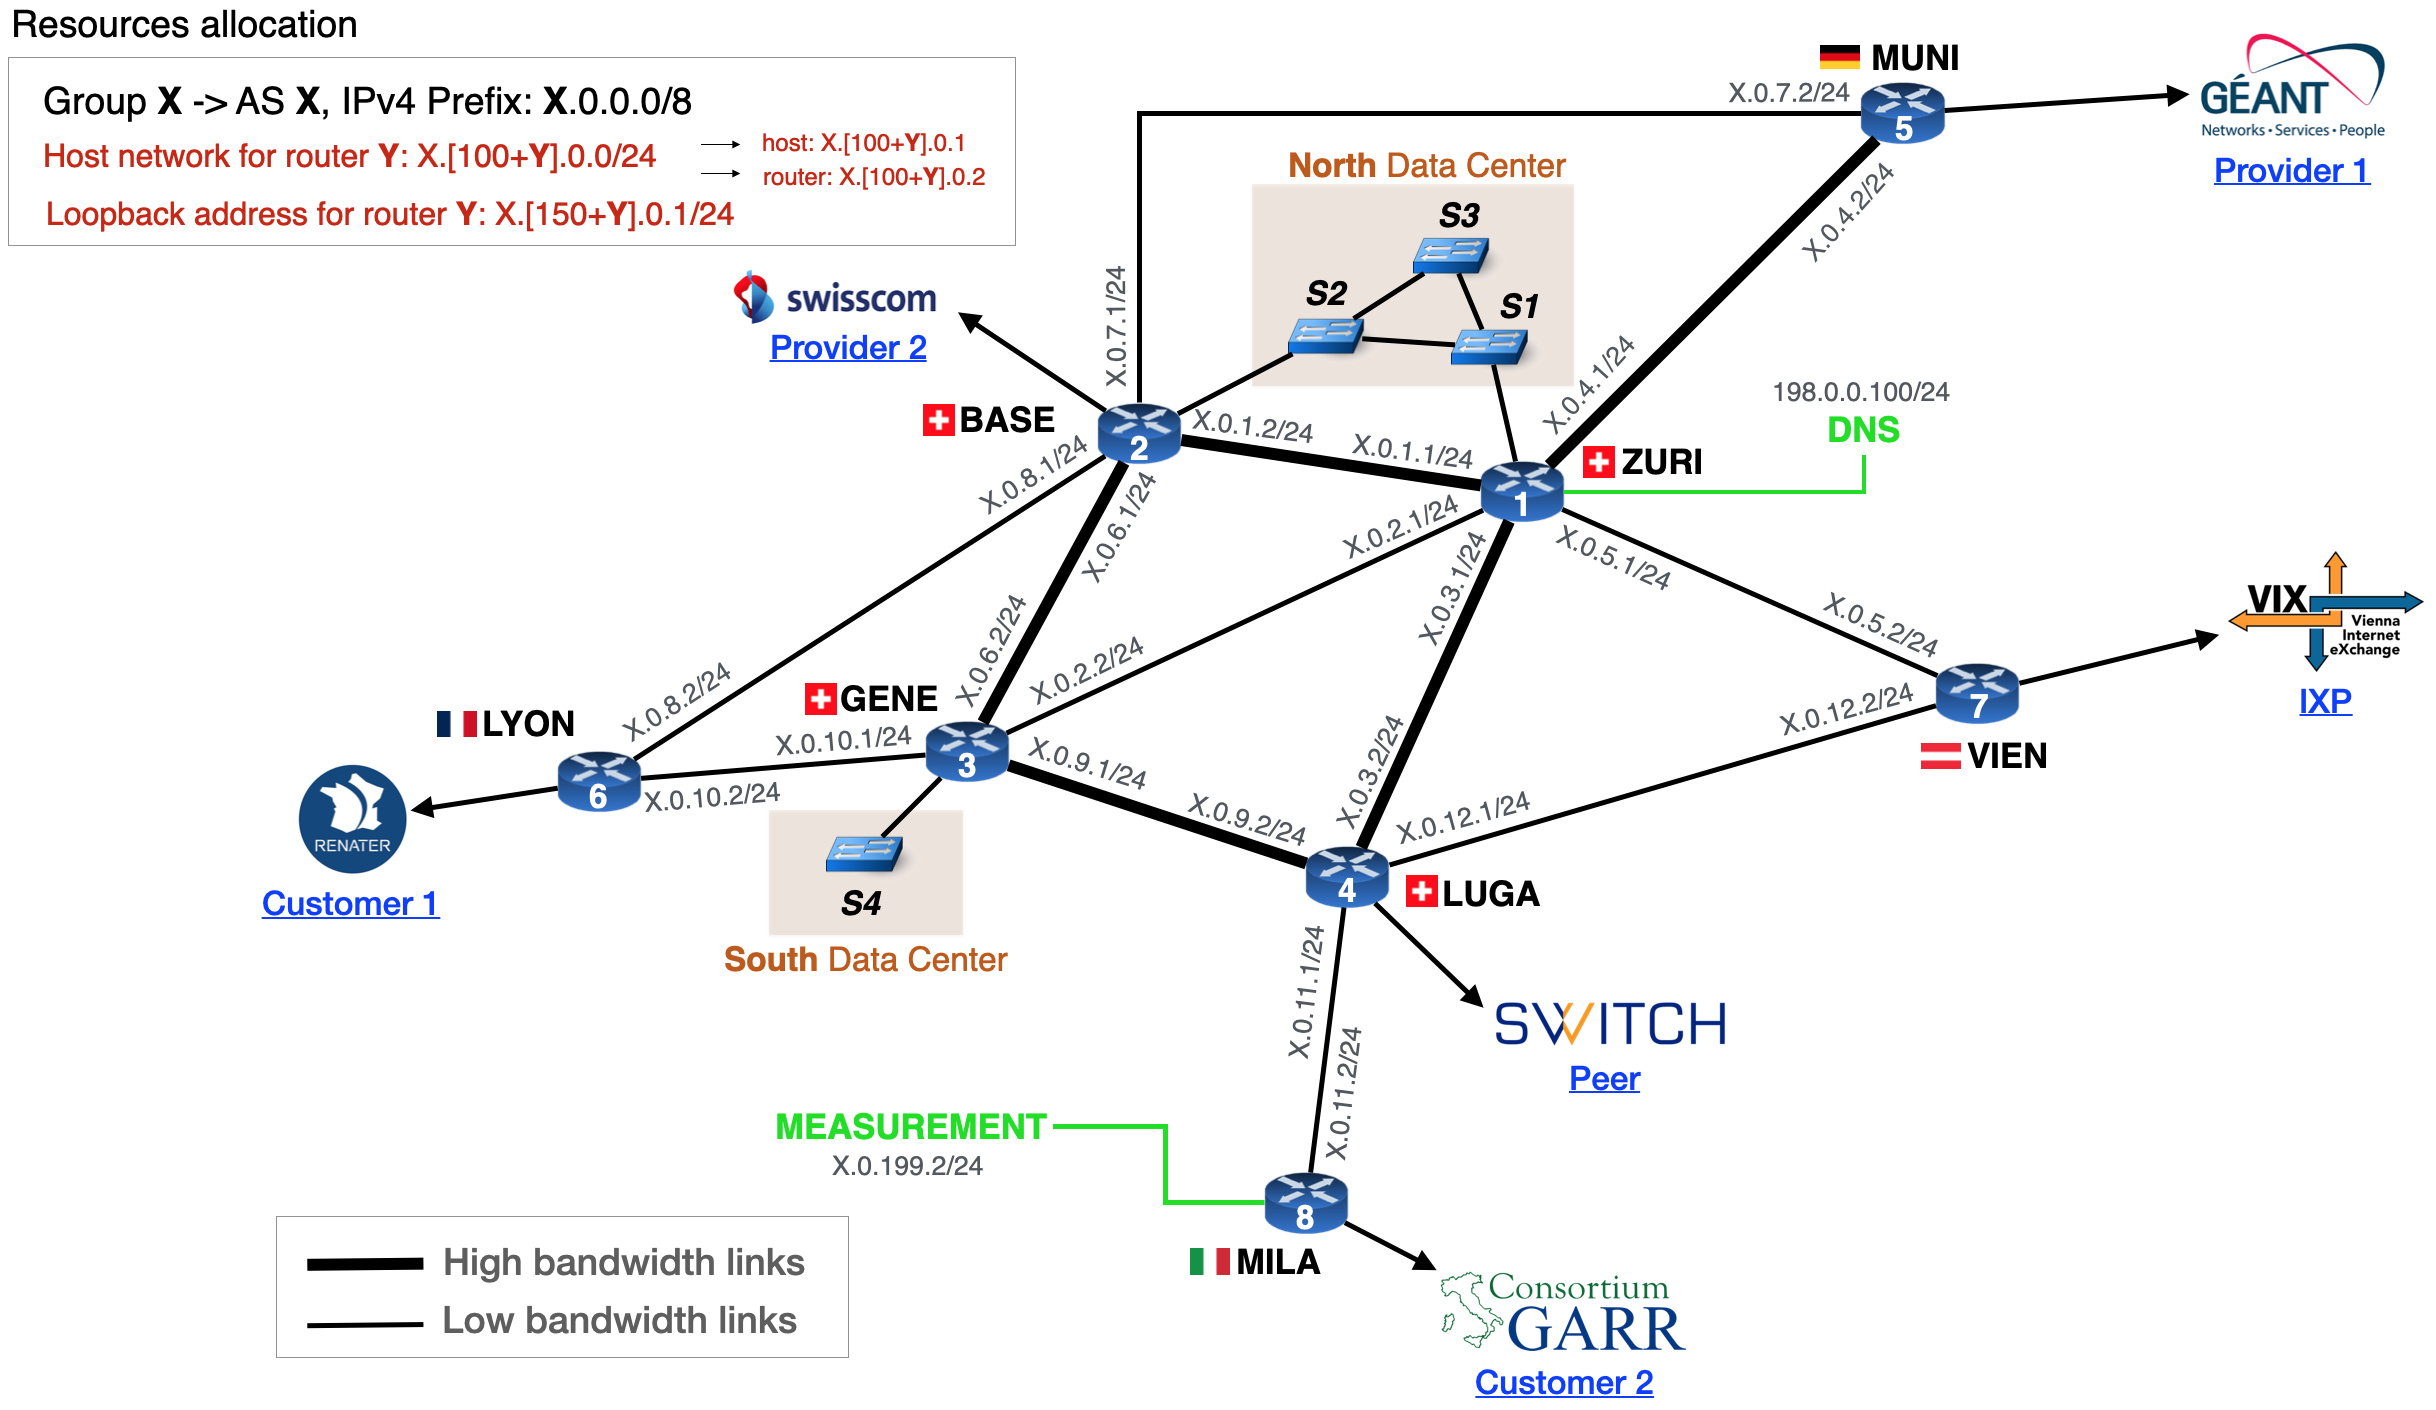 Resources allocation
Group X -> AS X, IPv4 Prefix: X.0.0.0/8
Host network for router Y: X.[100+Y].0.0/24
host: X.[100+Y].0.1
router: X.[100+Y].0.2
Loopback address for router Y: X.[150+Y].0.1/24
MUNI
X.0.7.2/24
5
GÉANT
Networks • Services • People
Provider 1
X.0.4.2/24
North Data Center
S3
S2
S1
swisscom
Provider 2
X.0.7.1/24
X.0.4.1/24
198.0.0.100/24
DNS
BASE
2
X.0.1.2/24
X.0.1.1/24
ZURI
1
X.0.8.1/24
X.0.6.1/24
X.0.2.1/24
X.0.3.1/24
X.0.5.1/24
X.0.5.2/24
VIX
Vienna
Internet
eXchange
IXP
X.0.6.2/24
X.0.2.2/24
X.0.8.2/24
GENE
3
LYON
6
X.0.10.1/24
X.0.10.2/24
X.0.9.1/24
X.0.9.2/24
X.0.3.2/24
X.0.12.2/24
X.0.12.1/24
7
VIEN
RENATER
Customer 1
S4
South Data Center
4
LUGA
X.0.11.1/24
X.0.11.2/24
SWITCH
Peer
MEASUREMENT
X.0.199.2/24
8
MILA
High bandwidth links
Low bandwidth links
Consortium
GARR
Customer 2